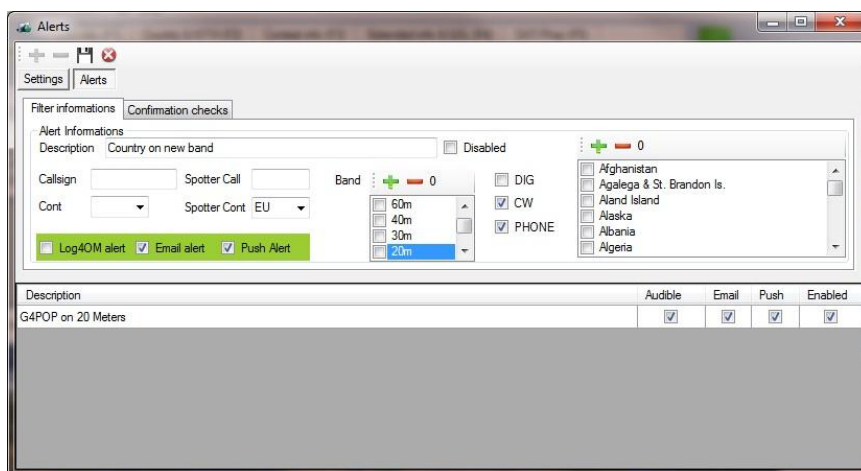 Alerts
Settings Alerts
Filter informations Confirmation checks
Alert Informations
Description Country on new band Disabled 0
Callsign Spotter Call Band 0 DIG
Cont Spotter Cont EU CW
PHONE
60m
40m
30m
20m
Afghanistan
Agalega & St. Brandon Is.
Aland Island
Alaska
Albania
Algeria
Log4OM alert Email alert Push Alert
Description Audible Email Push Enabled
G4POP on 20 Meters